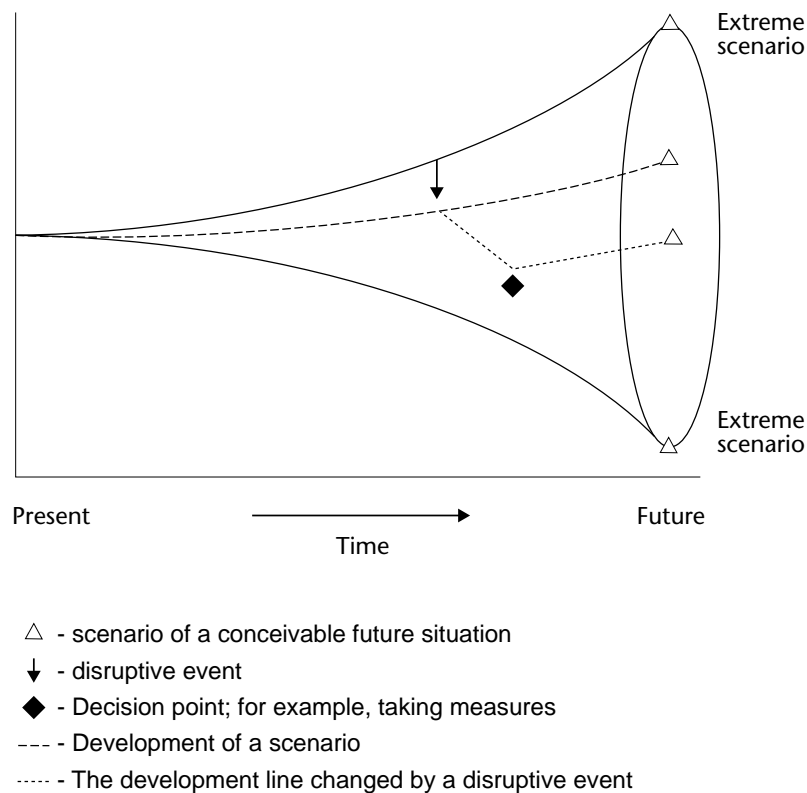 Extreme
scenario
Extreme
scenario
Present
Future
Time
- scenario of a conceivable future situation
- disruptive event
- Decision point; for example, taking measures
- Development of a scenario
- The development line changed by a disruptive event